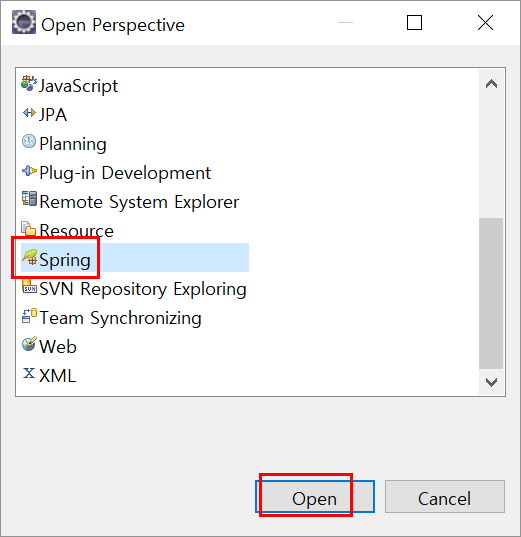 Open Perspective
JavaScript
JPA
Planning
Plug-in Development
Remote System Explorer
Resource
Spring
SVN Repository Exploring
Team Synchronizing
Web
XML
Open
Cancel